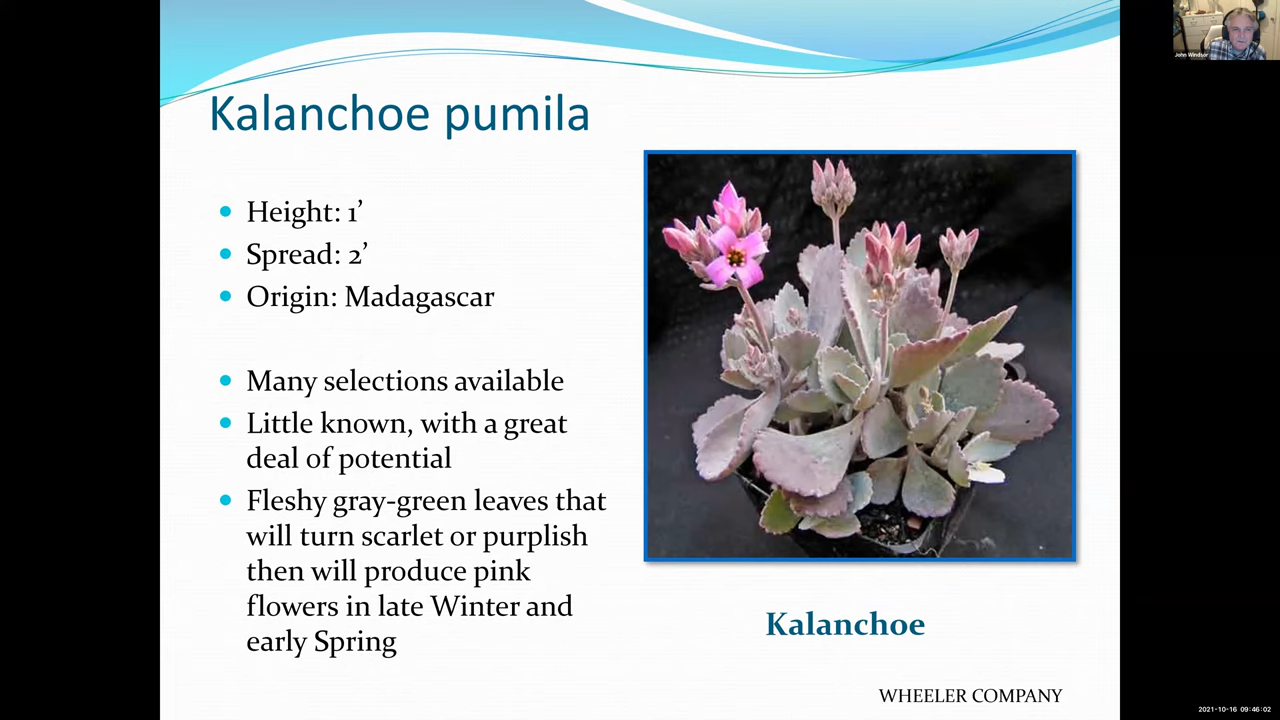 John Windsor
Kalanchoe pumila
• Height: 1’
• Spread: 2’
• Origin: Madagascar
• Many selections available
• Little known, with a great
deal of potential
• Fleshy gray-green leaves that
will turn scarlet or purplish
then will produce pink
flowers in late Winter and
early Spring
Kalanchoe
WHEELER COMPANY
2021-10-16 09:46:02